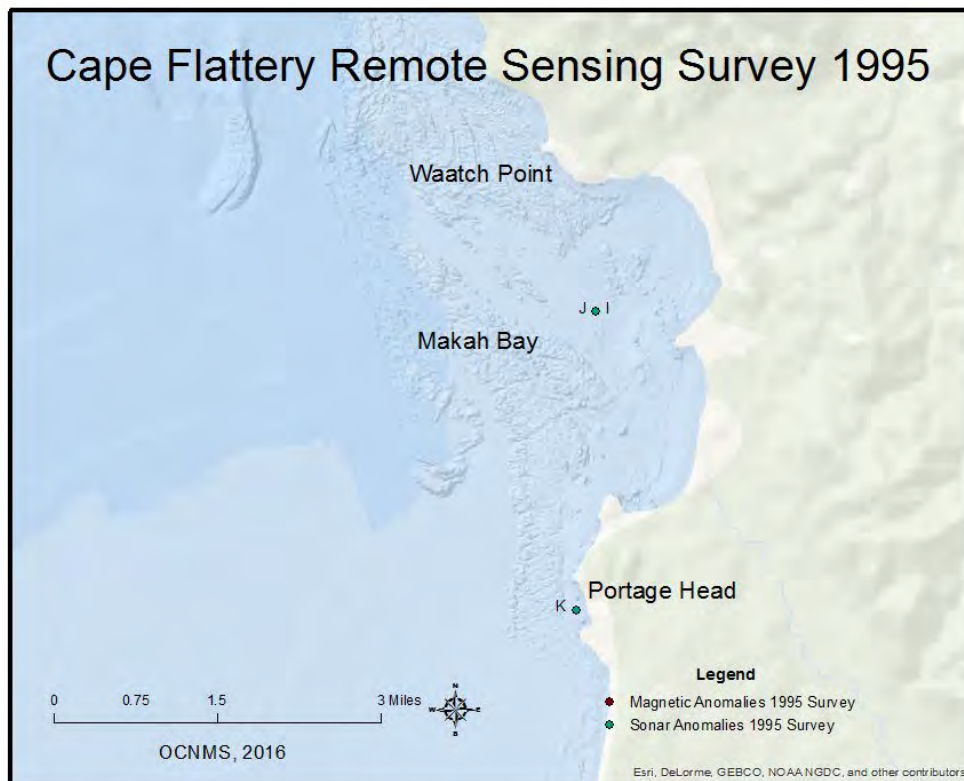 Cape Flattery Remote Sensing Survey 1995
Waatch Point
J I
Makah Bay
Portage Head
K
Legend
0 0.75 1.5 3 Miles
Magnetic Anomalies 1995 Survey
Sonar Anomalies 1995 Survey
N
W E
S
OCNMS, 2016
Esri, DeLorme, GEBCO, NOAA NGDC, and other contributors